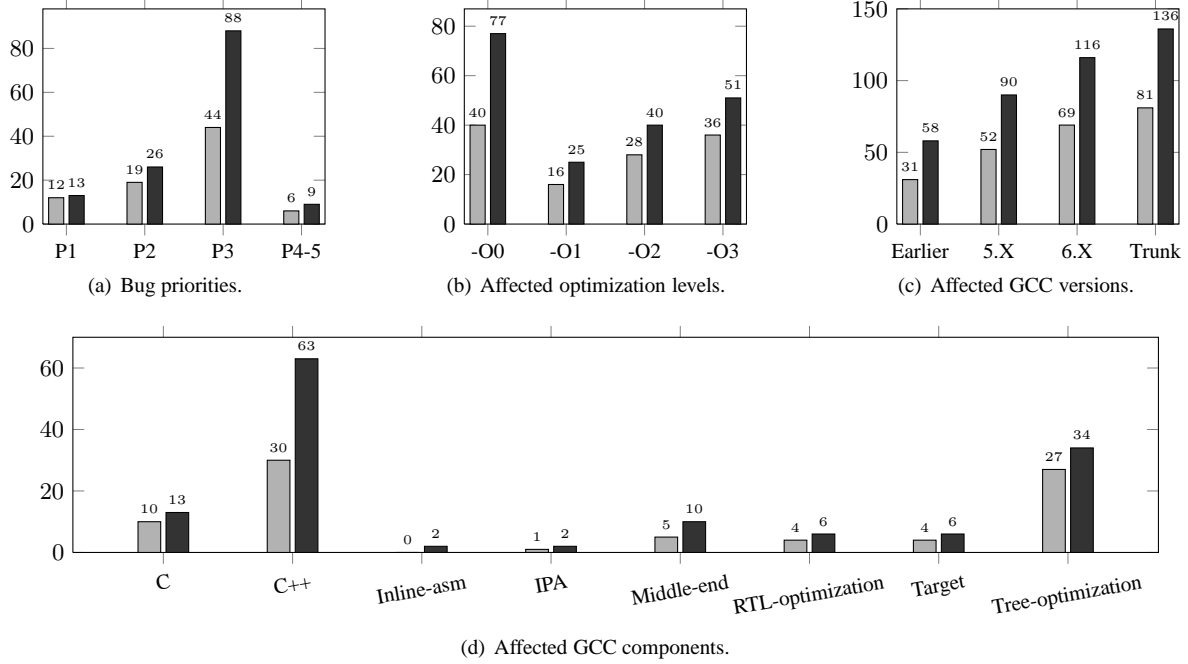 80
60
40
20
0
12 13 19 26 44 88 6 9
P1 P2 P3 P4-5
(a) Bug priorities.
80
60
40
20
0
40 77 16 25 28 40 36 51
-O0 -O1 -O2 -O3
(b) Affected optimization levels.
150
100
50
0
31 58 52 90 69 116 81 136
Earlier 5.X 6.X Trunk
(c) Affected GCC versions.
60
40
20
0
10 13 30 63 0 2 1 2 5 10 4 6 4 6 27 34
C C++ Inline-asm IPA Middle-end RTL-optimization Target Tree-optimization
(d) Affected GCC components.